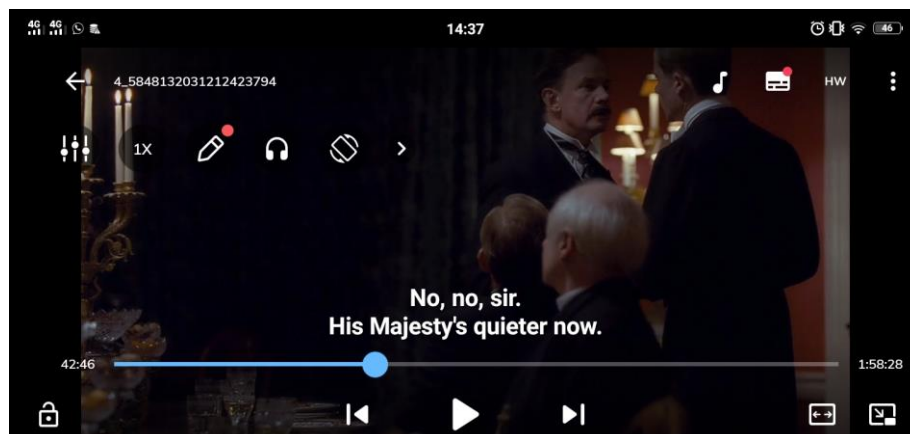 4G 4G 14:37 46
4_5848132031212423794 HW
1X
No, no, sir.
His Majesty's quieter now.
42:46 1:58:28